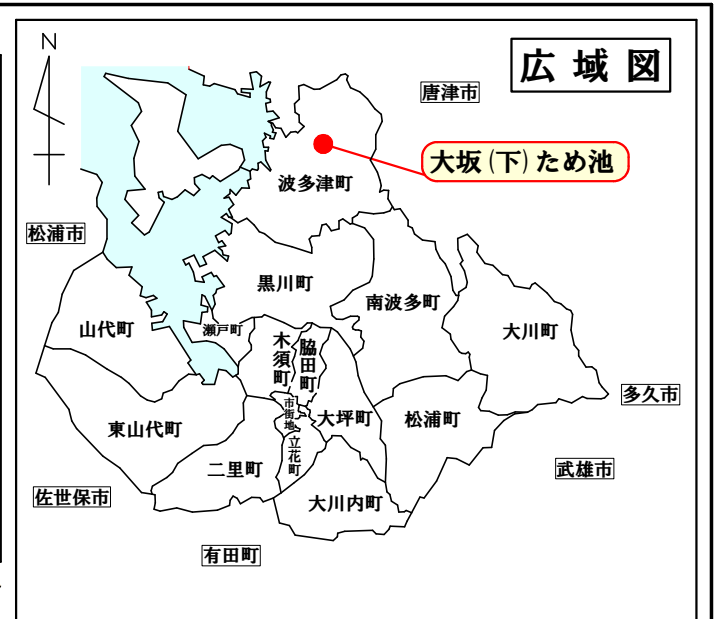 N
広域図
唐津市
大坂(下)ため池
波多津町
松浦市
黒川町
南波多町
山代町
瀬戸町
大川町
木須町
脇田町
多久市
市街地
大坪町
松浦町
東山代町
立花町
二里町
武雄市
佐世保市
大川内町
有田町